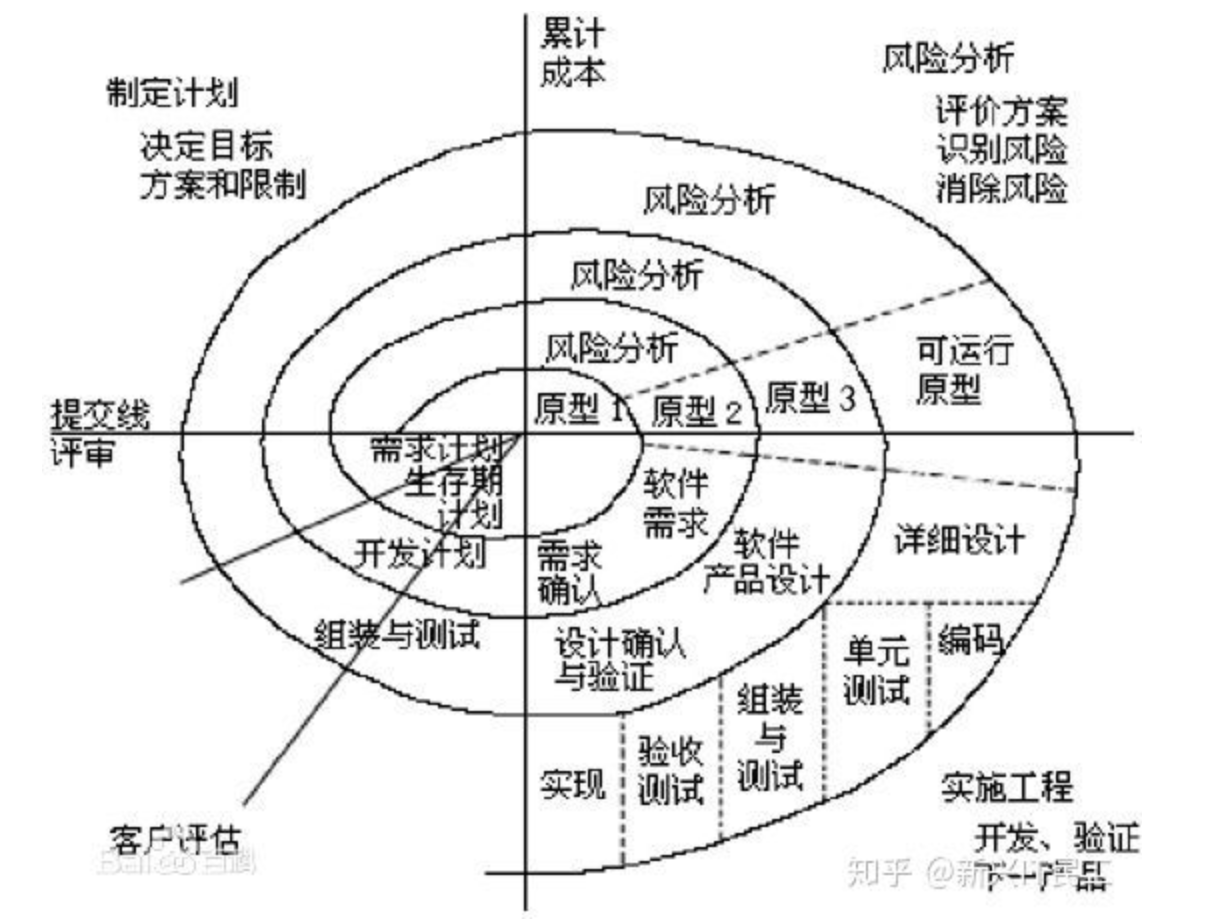 累计
成本
制定计划
决定目标
方案和限制
风险分析
评价方案
识别风险
消除风险
风险分析
风险分析
风险分析
原型 1
原型 2
原型 3
可运行
原型
提交线
评审
需求计划
生存期
计划
开发计划
组装与测试
需求
确认
软件
需求
软件
产品设计
详细设计
设计确认
与验证
实现
验收
测试
组装
与
测试
单元
测试
编码
客户评估
百科
实施工程
开发、验证
下一产品
知乎